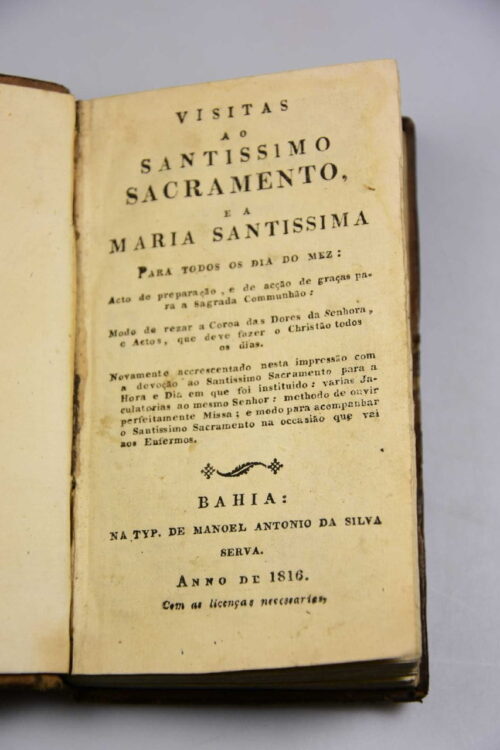 VISITAS
AO
SANTISSIMO
SACRAMENTO,
E A
MARIA SANTISSIMA
PARA TODOS OS DIA DO MEZ:
Acto de preparação, e de acção de graças pa-
ra a Sagrada Communhão:
Modo de rezar a Coroa das Dores da Senhora,
e Actos, que deve fazer o Christão todos
os dias.
Novamente accrescentado nesta impressão com
a devoção ao Santissimo Sacramento para a
Hora e Dia em que foi instituido: varias Ja-
culatorias ao mesmo Senhor: methodo de ouvir
perfeitamente Missa; e modo para acompanhar
o Santissimo Sacramento na occasião que vai
aos Enfermos.
BAHIA:
NA TYP. DE MANOEL ANTONIO DA SILVA
SERVA.
ANNO DE 1816.
Com as licenças necessarias,